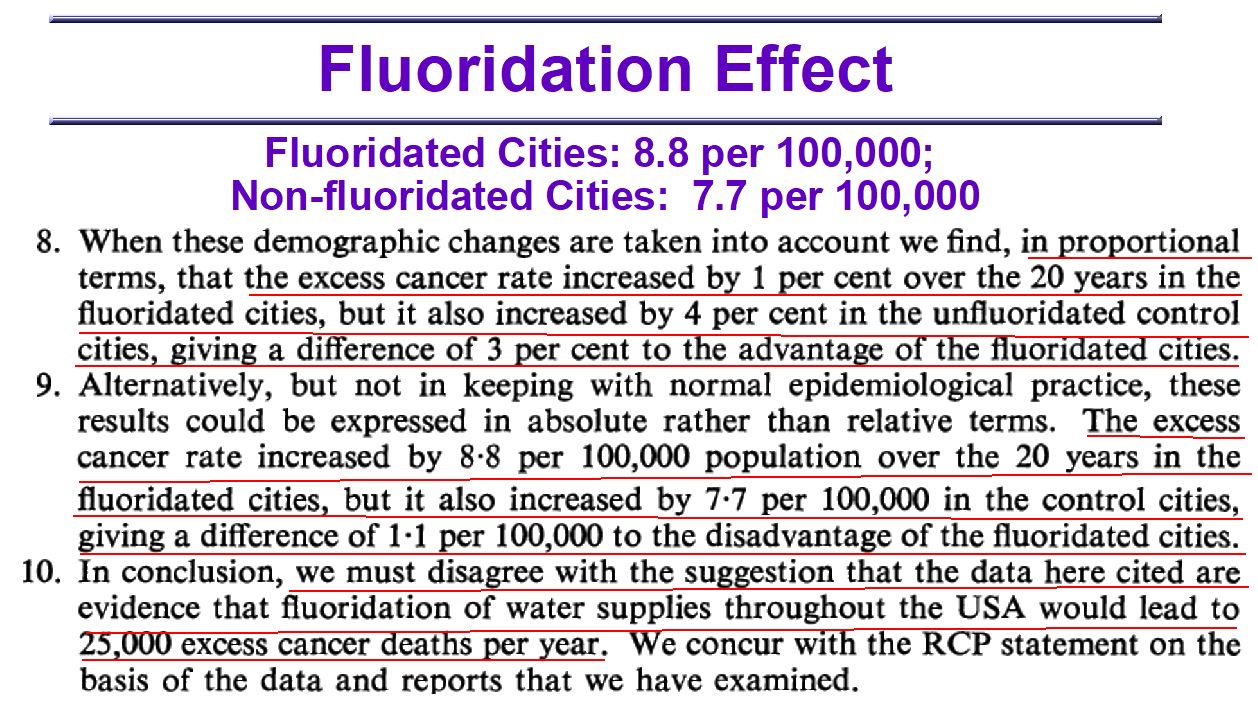 Fluoridation Effect
Fluoridated Cities: 8.8 per 100,000;
Non-fluoridated Cities: 7.7 per 100,000
8. When these demographic changes are taken into account we find, in proportional
terms, that the excess cancer rate increased by 1 per cent over the 20 years in the
fluoridated cities, but it also increased by 4 per cent in the unfluoridated control
cities, giving a difference of 3 per cent to the advantage of the fluoridated cities.
9. Alternatively, but not in keeping with normal epidemiological practice, these
results could be expressed in absolute rather than relative terms. The excess
cancer rate increased by 8·8 per 100,000 population over the 20 years in the
fluoridated cities, but it also increased by 7·7 per 100,000 in the control cities,
giving a difference of 1·1 per 100,000 to the disadvantage of the fluoridated cities.
10. In conclusion, we must disagree with the suggestion that the data here cited are
evidence that fluoridation of water supplies throughout the USA would lead to
25,000 excess cancer deaths per year. We concur with the RCP statement on the
basis of the data and reports that we have examined.